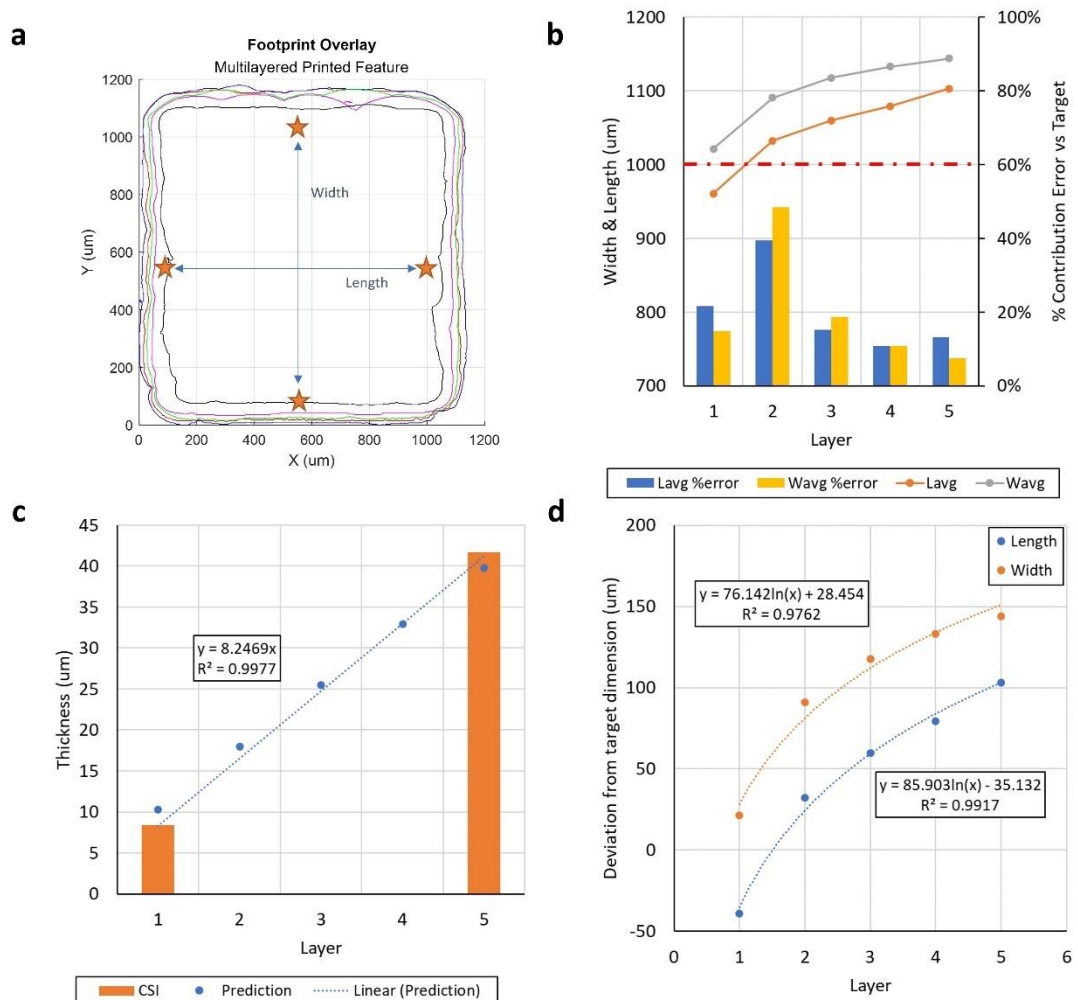 a
Footprint Overlay
Multilayered Printed Feature
1200
1000
800
600
400
200
0
Y (um)
Width
Length
0
200
400
600
800
1000
1200
X (um)
b
1200
1100
1000
900
800
700
Width & Length (um)
100%
80%
60%
40%
20%
0%
% Contribution Error vs Target
1
2
3
4
5
Layer
Lavg %error
Wavg %error
Lavg
Wavg
c
45
40
35
30
25
20
15
10
5
0
Thickness (um)
y = 8.2469x
R² = 0.9977
1
2
3
4
5
Layer
CSI
Prediction
Linear (Prediction)
d
200
150
100
50
0
-50
Deviation from target dimension (um)
Length
Width
y = 76.142ln(x) + 28.454
R² = 0.9762
y = 85.903ln(x) - 35.132
R² = 0.9917
0
1
2
3
4
5
6
Layer